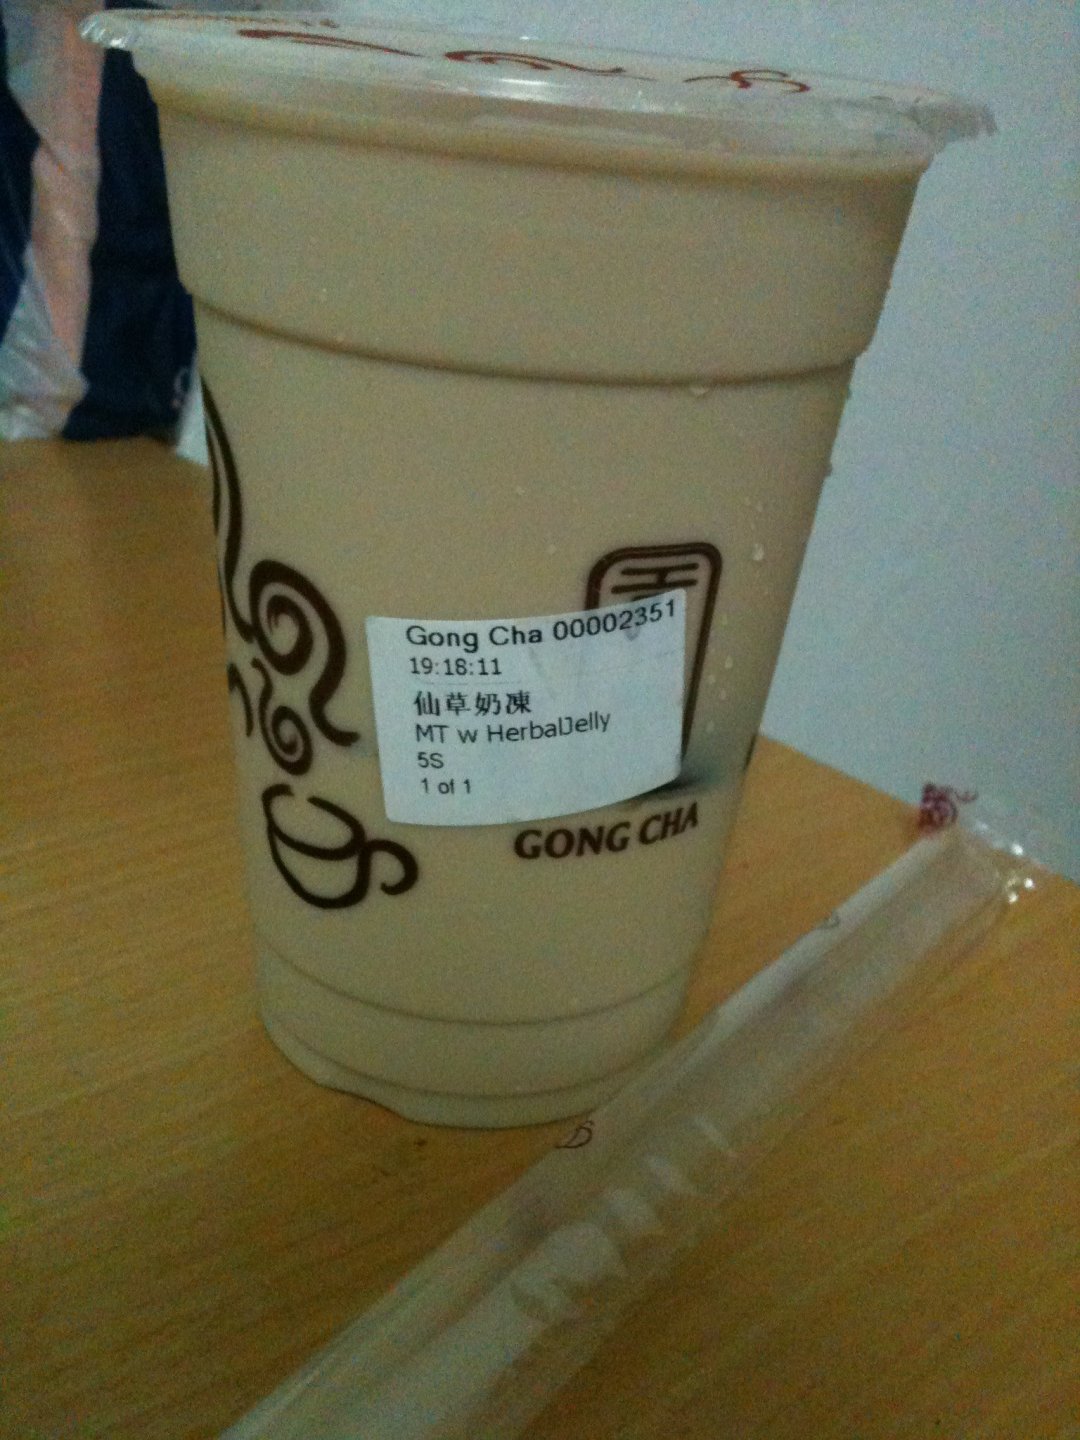 Gong Cha 00002351
19:18:11
仙草奶凍
MT w HerbalJelly
5S
1 of 1
GONG CHA